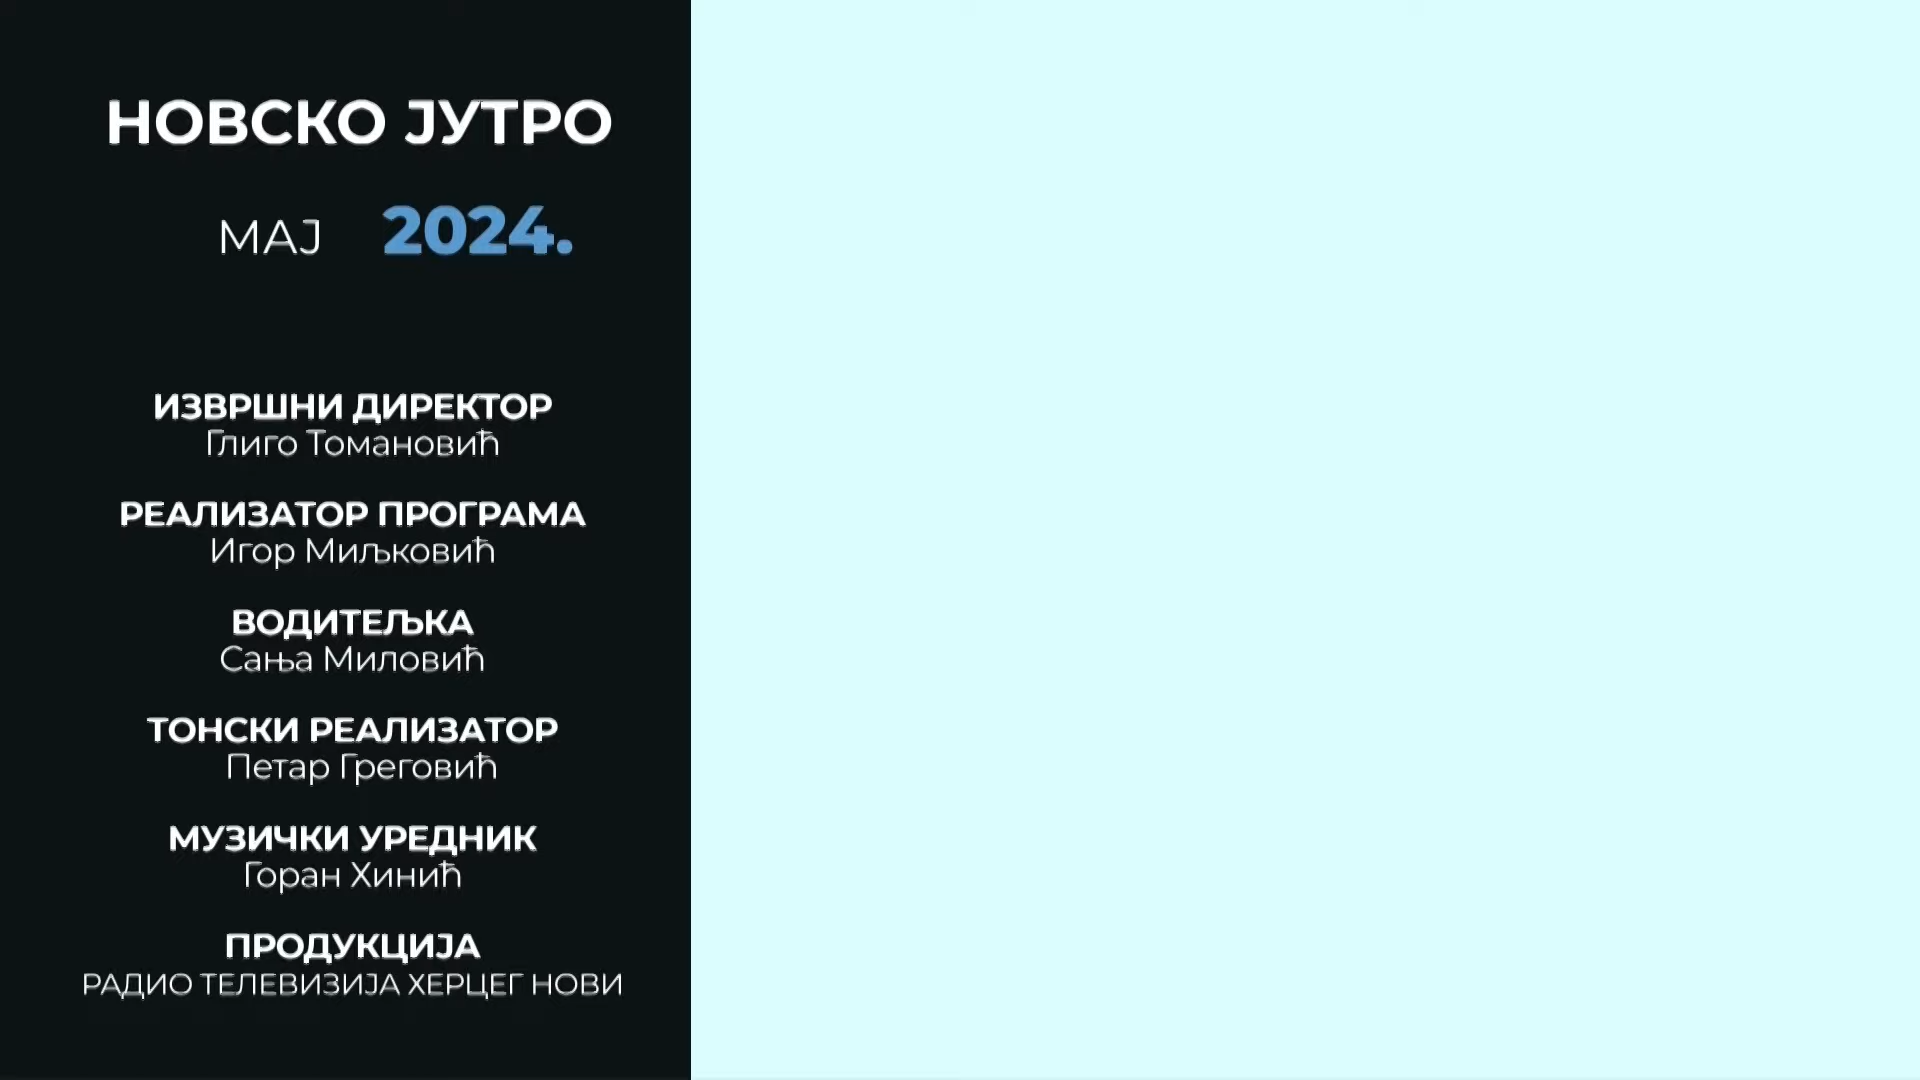 НОВСКО ЈУТРО
МАЈ 2024.
ИЗВРШНИ ДИРЕКТОР
Глиго Томановић
РЕАЛИЗАТОР ПРОГРАМА
Игор Миљковић
ВОДИТЕЉКА
Сања Миловић
ТОНСКИ РЕАЛИЗАТОР
Петар Греговић
МУЗИЧКИ УРЕДНИК
Горан Хинић
ПРОДУКЦИЈА
РАДИО ТЕЛЕВИЗИЈА ХЕРЦЕГ НОВИ